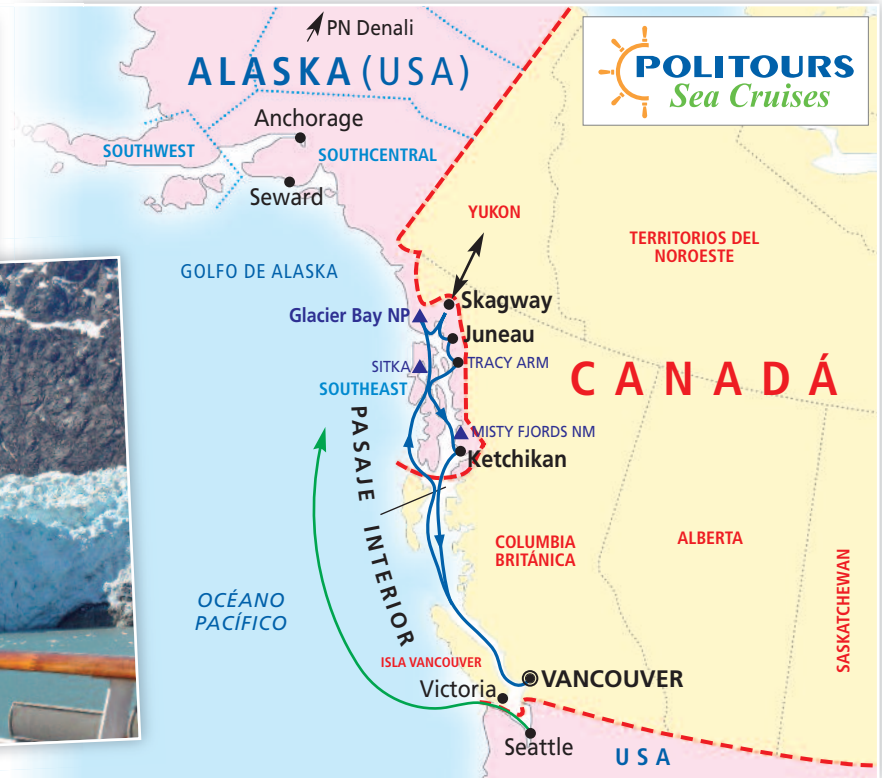 PN Denali
ALASKA (USA)
POLITOURS
Sea Cruises
Anchorage
SOUTHWEST
SOUTHCENTRAL
Seward
YUKON
TERRITORIOS DEL
NOROESTE
GOLFO DE ALASKA
Skagway
Glacier Bay NP
Juneau
SITKA
TRACY ARM
SOUTHEAST
CANADÁ
PASAJE INTERIOR
MISTY FJORDS NM
Ketchikan
COLUMBIA
BRITÁNICA
ALBERTA
SASKATCHEWAN
OCÉANO
PACÍFICO
ISLA VANCOUVER
VANCOUVER
Victoria
Seattle
USA